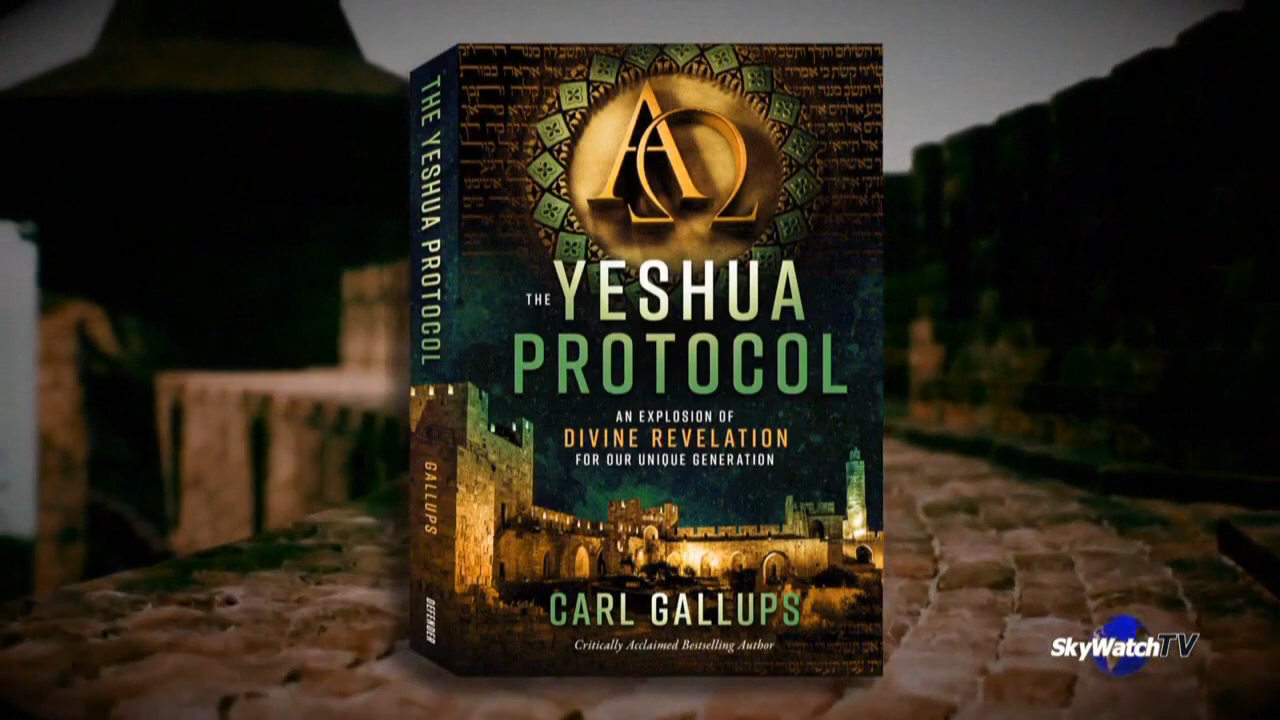 THE YESHUA PROTOCOL
GALLUPS
DEFENDER
ΑΩ
THE YESHUA
PROTOCOL
AN EXPLOSION OF
DIVINE REVELATION
FOR OUR UNIQUE GENERATION
CARL GALLUPS
Critically Acclaimed Bestselling Author
SkyWatchTV